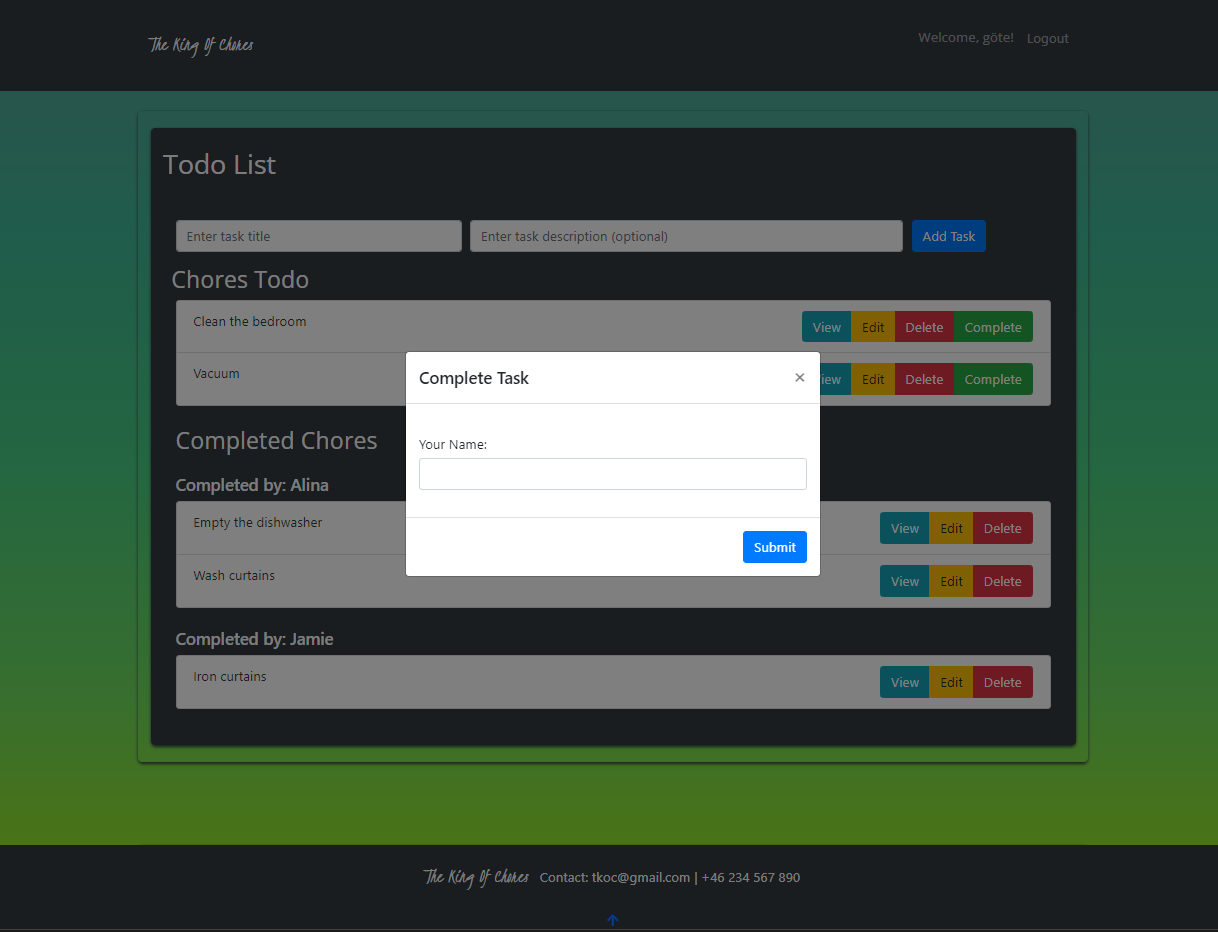 The King Of Chores
Welcome, göte! Logout
Todo List
Enter task title Enter task description (optional) Add Task
Chores Todo
Clean the bedroom View Edit Delete Complete
Vacuum iew Edit Delete Complete
Complete Task ×
Your Name:
Submit
Completed Chores
Completed by: Alina
Empty the dishwasher View Edit Delete
Wash curtains View Edit Delete
Completed by: Jamie
Iron curtains View Edit Delete
The King Of Chores Contact: tkoc@gmail.com | +46 234 567 890